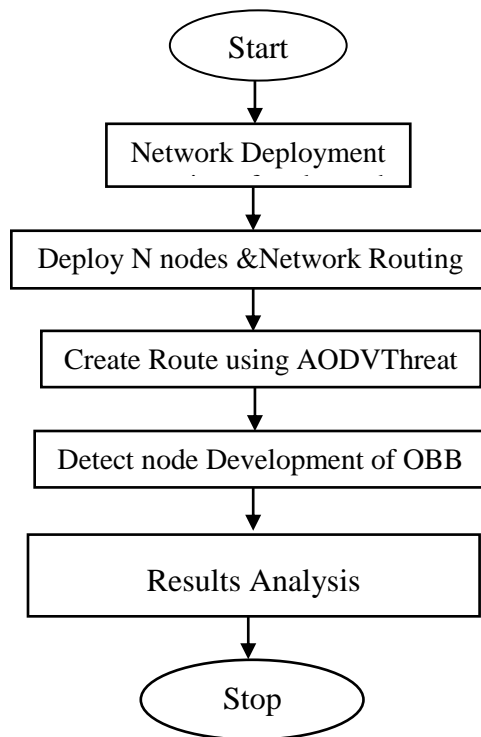 Start
Network Deployment
Deploy N nodes &Network Routing
Create Route using AODVThreat
Detect node Development of OBB
Results Analysis
Stop